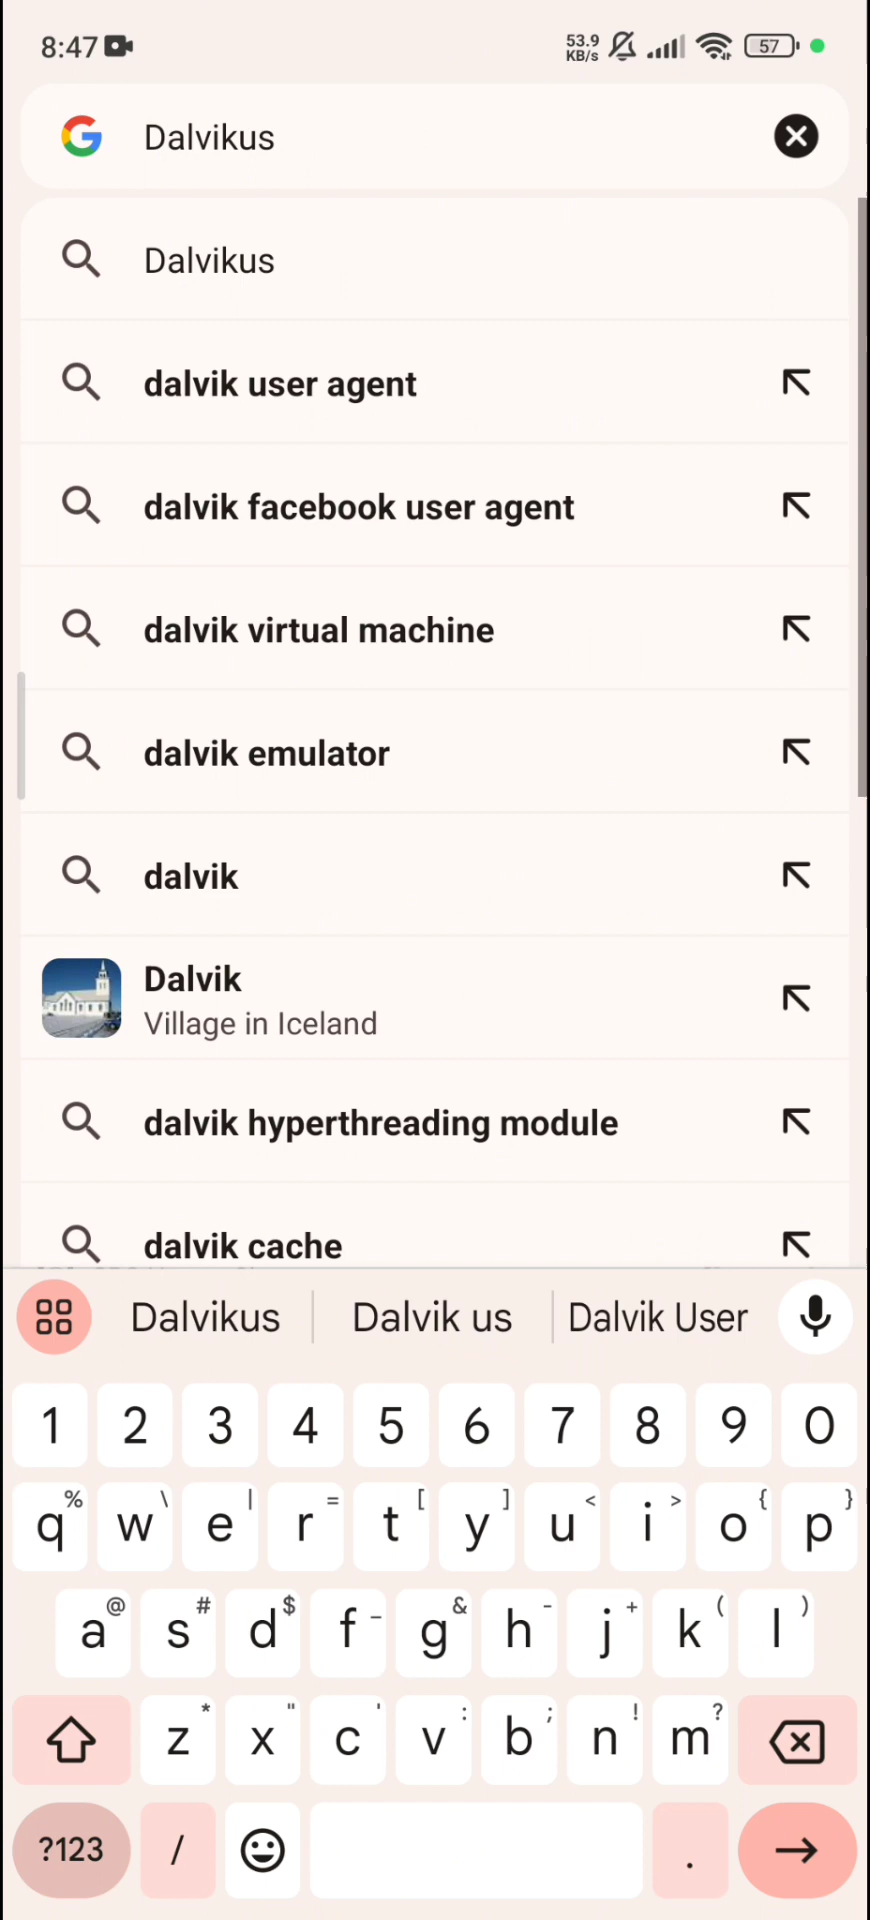 8:47
53.9
KB/s
57
Dalvikus
Dalvikus
dalvik user agent
dalvik facebook user agent
dalvik virtual machine
dalvik emulator
dalvik
Dalvik
Village in Iceland
dalvik hyperthreading module
dalvik cache
Dalvikus Dalvik us Dalvik User
1 2 3 4 5 6 7 8 9 0
% \ | = [ ] < > { }
q w e r t y u i o p
@ # $ _ & - + ( )
a s d f g h j k l
* " ' : ; ! ?
z x c v b n m
?123 / .